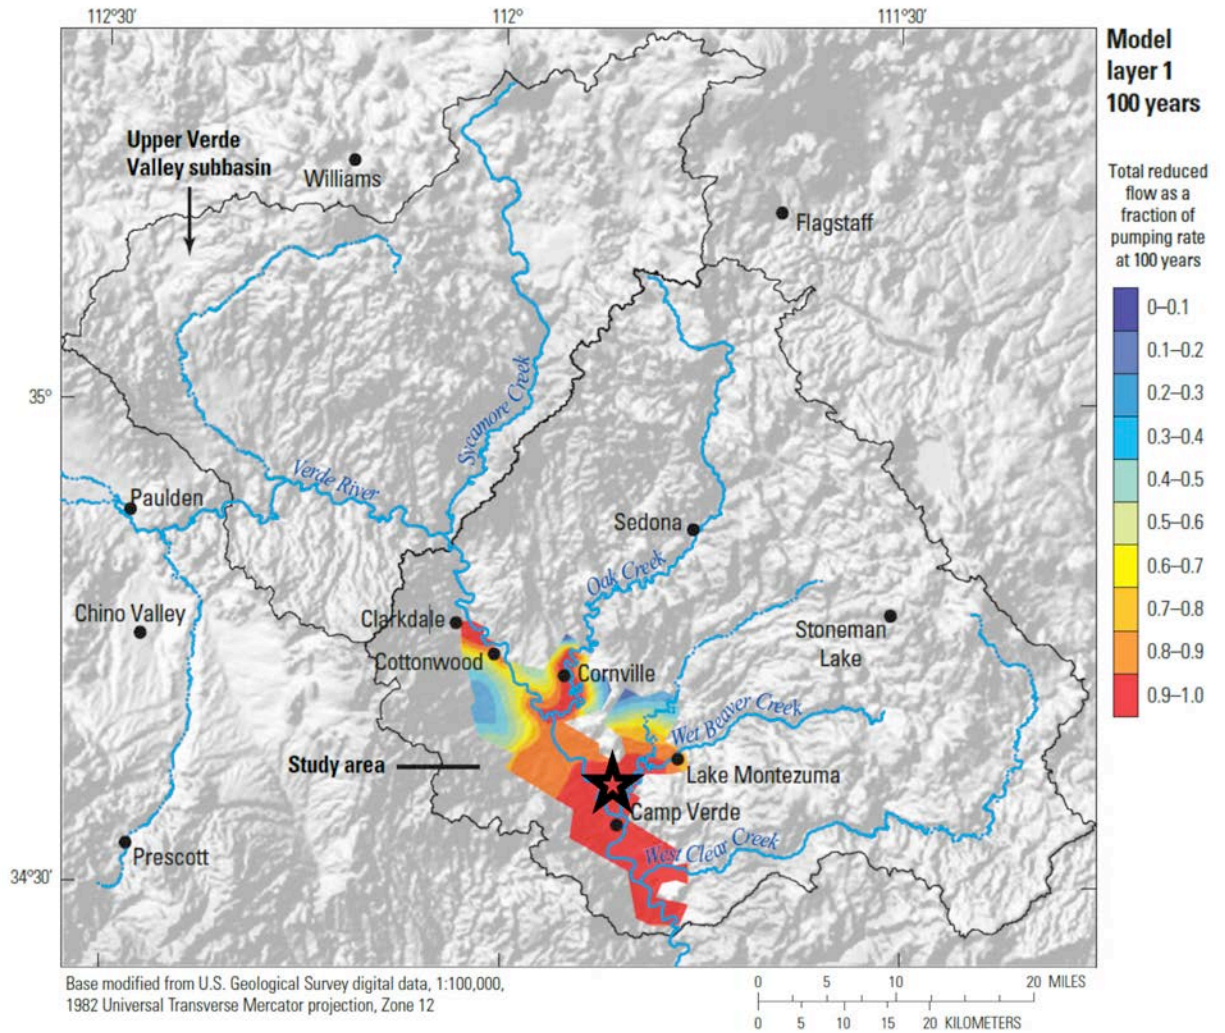 112°30'
112°
111°30'
Model
layer 1
100 years
Upper Verde
Valley subbasin
Williams
Flagstaff
Total reduced
flow as a
fraction of
pumping rate
at 100 years
0–0.1
0.1–0.2
0.2–0.3
0.3–0.4
0.4–0.5
0.5–0.6
0.6–0.7
0.7–0.8
0.8–0.9
0.9–1.0
35°
Sycamore Creek
Verde River
Paulden
Sedona
Oak Creek
Chino Valley
Clarkdale
Stoneman
Lake
Cottonwood
Cornville
Wet Beaver Creek
Study area
Lake Montezuma
Camp Verde
West Clear Creek
Prescott
34°30'
Base modified from U.S. Geological Survey digital data, 1:100,000,
1982 Universal Transverse Mercator projection, Zone 12
0 5 10 20 MILES
0 5 10 15 20 KILOMETERS